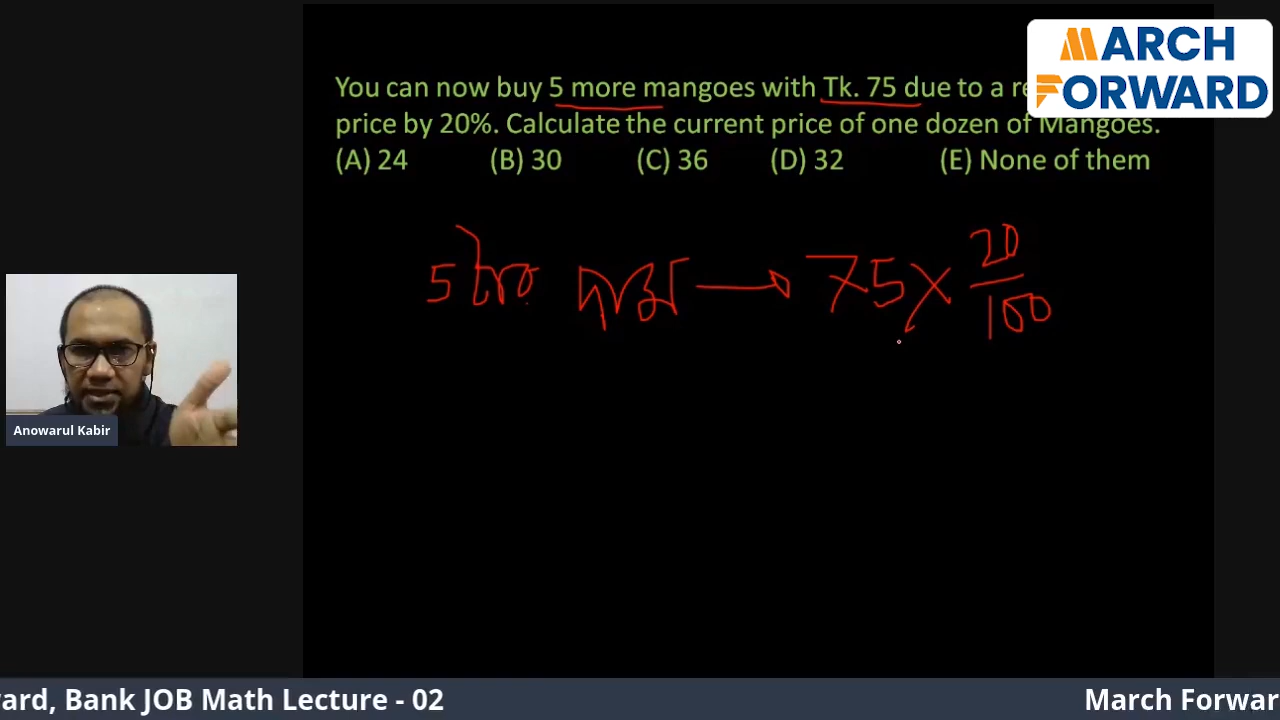 MARCH
FORWARD
You can now buy 5 more mangoes with Tk. 75 due to a re
price by 20%. Calculate the current price of one dozen of Mangoes.
(A) 24 (B) 30 (C) 36 (D) 32 (E) None of them
5 টার দাম → 75 × 20/100
Anowarul Kabir
ward, Bank JOB Math Lecture - 02
March Forwar